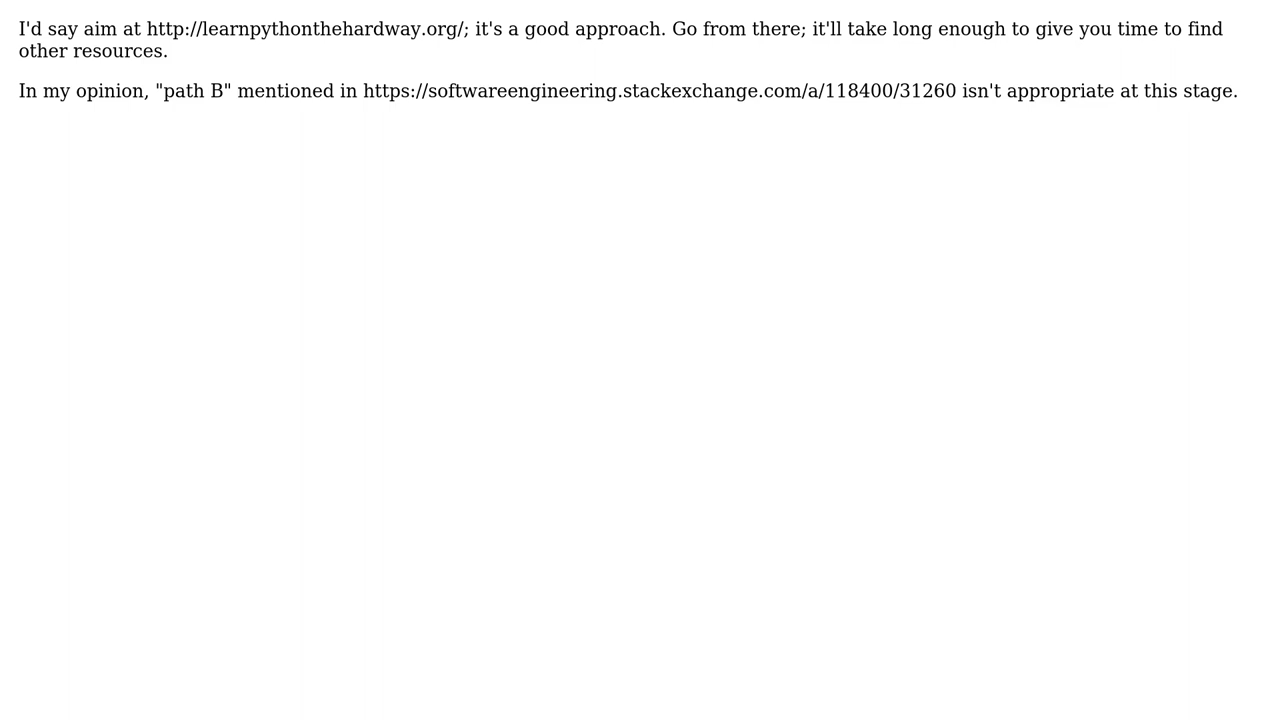 I'd say aim at http://learnpythonthehardway.org/; it's a good approach. Go from there; it'll take long enough to give you time to find
other resources.
In my opinion, "path B" mentioned in https://softwareengineering.stackexchange.com/a/118400/31260 isn't appropriate at this stage.